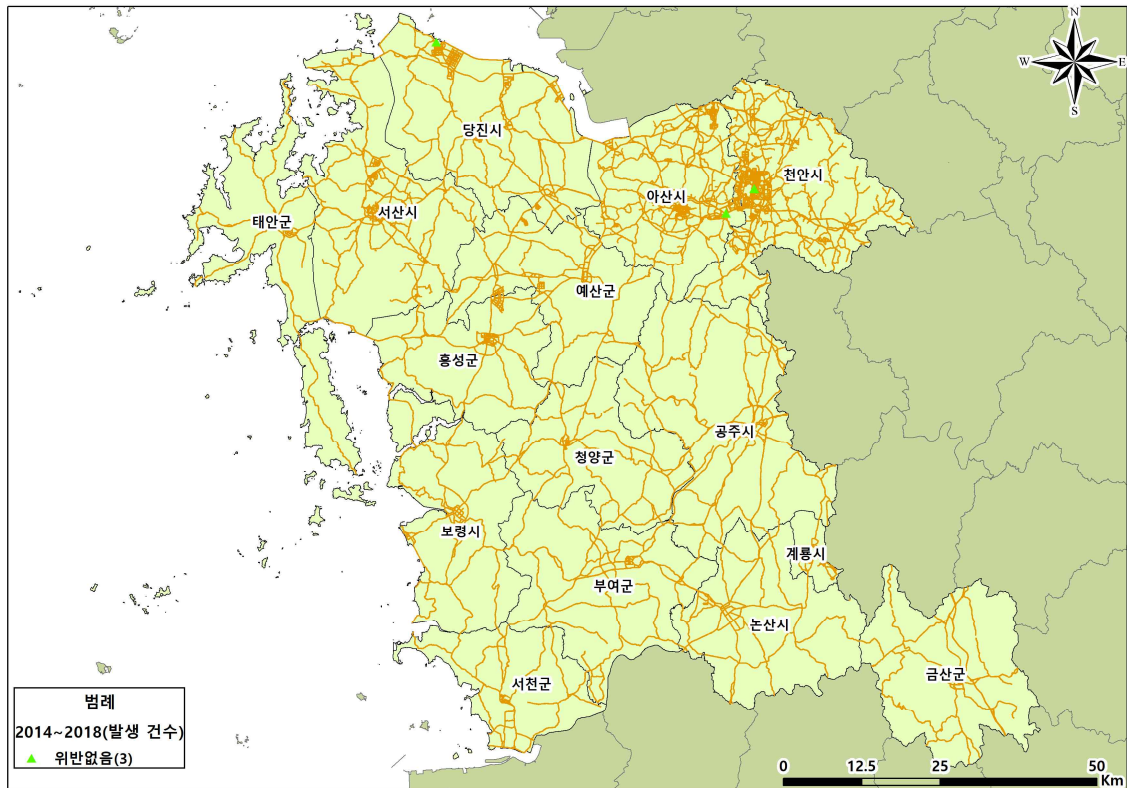 N
W
E
S
당진시
천안시
아산시
서산시
태안군
예산군
홍성군
공주시
청양군
보령시
계룡시
부여군
논산시
금산군
서천군
범례
2014~2018(발생 건수)
위반없음(3)
0 12.5 25 50
Km